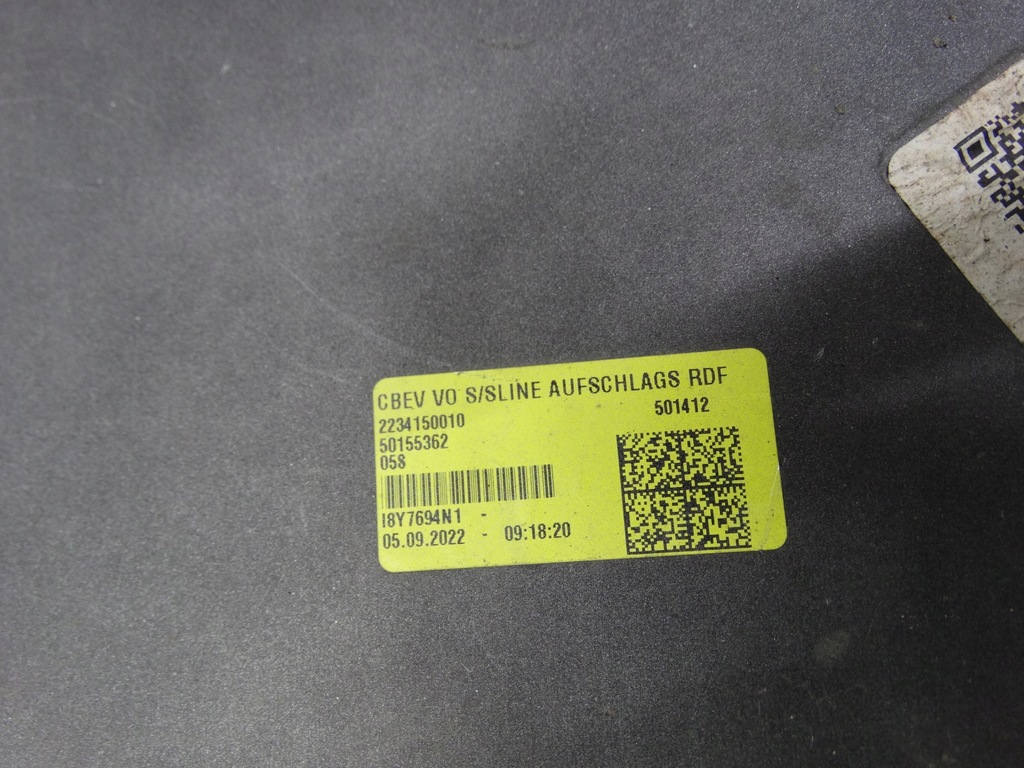 CBEV VO S/SLINE AUFSCHLAGS RDF
2234150010 501412
50155362
058
I8Y7694N1 -
05.09.2022 - 09:18:20